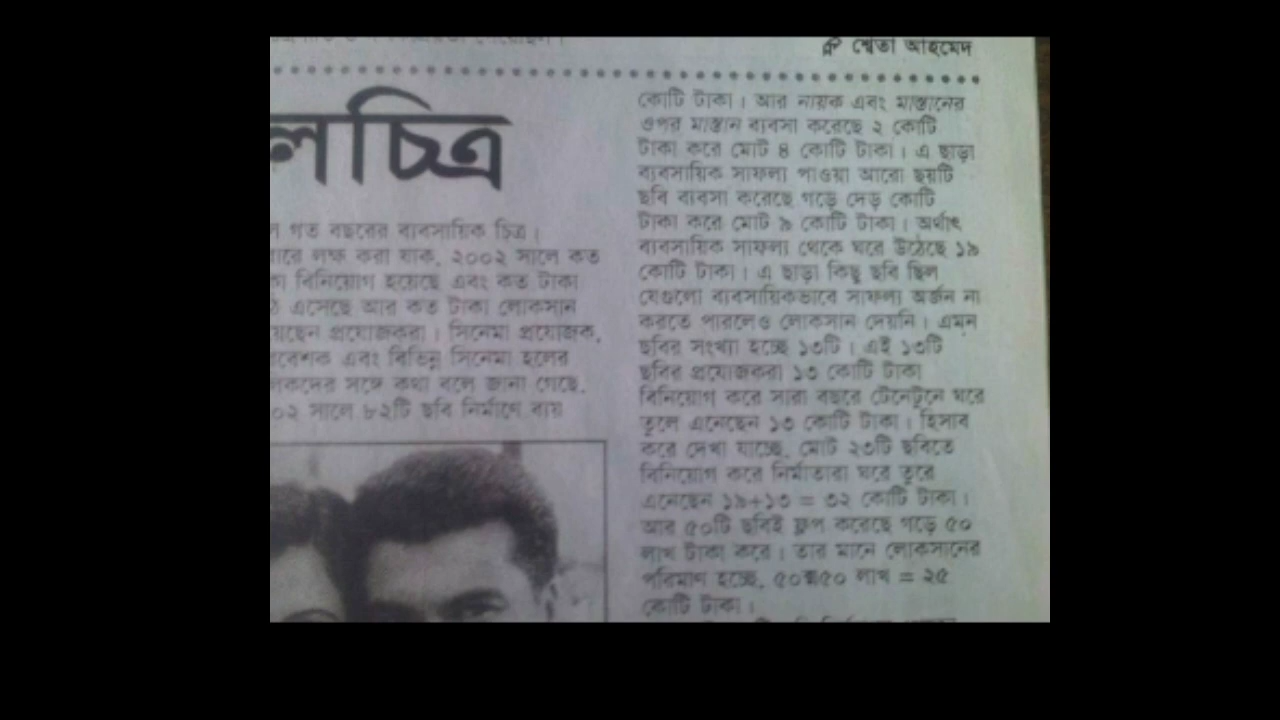 শ্বেতা আহমেদ
লচিত্র
গত বছরের ব্যবসায়িক চিত্র।
লক্ষ করা যাক, ২০০২ সালে কত
বিনিয়োগ হয়েছে এবং কত টাকা
এসেছে আর কত টাকা লোকসান
প্রযোজকরা। সিনেমা প্রযোজক,
এবং বিভিন্ন সিনেমা হলের
সঙ্গে কথা বলে জানা গেছে,
০২ সালে ৮২টি ছবি নির্মাণে ব্যয়
কোটি টাকা। আর নায়ক এবং মাস্তানের
ওপর মাস্তান ব্যবসা করেছে ২ কোটি
টাকা করে মোট ৪ কোটি টাকা। এ ছাড়া
ব্যবসায়িক সাফল্য পাওয়া আরো ছয়টি
ছবি ব্যবসা করেছে গড়ে দেড় কোটি
টাকা করে মোট ৯ কোটি টাকা। অর্থাৎ
ব্যবসায়িক সাফল্য থেকে ঘরে উঠেছে ১৯
কোটি টাকা। এ ছাড়া কিছু ছবি ছিল
যেগুলো ব্যবসায়িকভাবে সাফল্য অর্জন না
করতে পারলেও লোকসান দেয়নি। এমন
ছবির সংখ্যা হচ্ছে ১৩টি। এই ১৩টি
ছবির প্রযোজকরা ১৩ কোটি টাকা
বিনিয়োগ করে সারা বছরে টেনেটুনে ঘরে
তুলে এনেছেন ১৩ কোটি টাকা। হিসাব
করে দেখা যাচ্ছে, মোট ২৩টি ছবিতে
বিনিয়োগ করে নির্মাতারা ঘরে তুরে
এনেছেন ১৯+১৩ = ৩২ কোটি টাকা।
আর ৫০টি ছবিই ফ্লপ করেছে গড়ে ৫০
লাখ টাকা করে। তার মানে লোকসানের
পরিমাণ হচ্ছে, ৫০x৫০ লাখ = ২৫
কোটি টাকা।